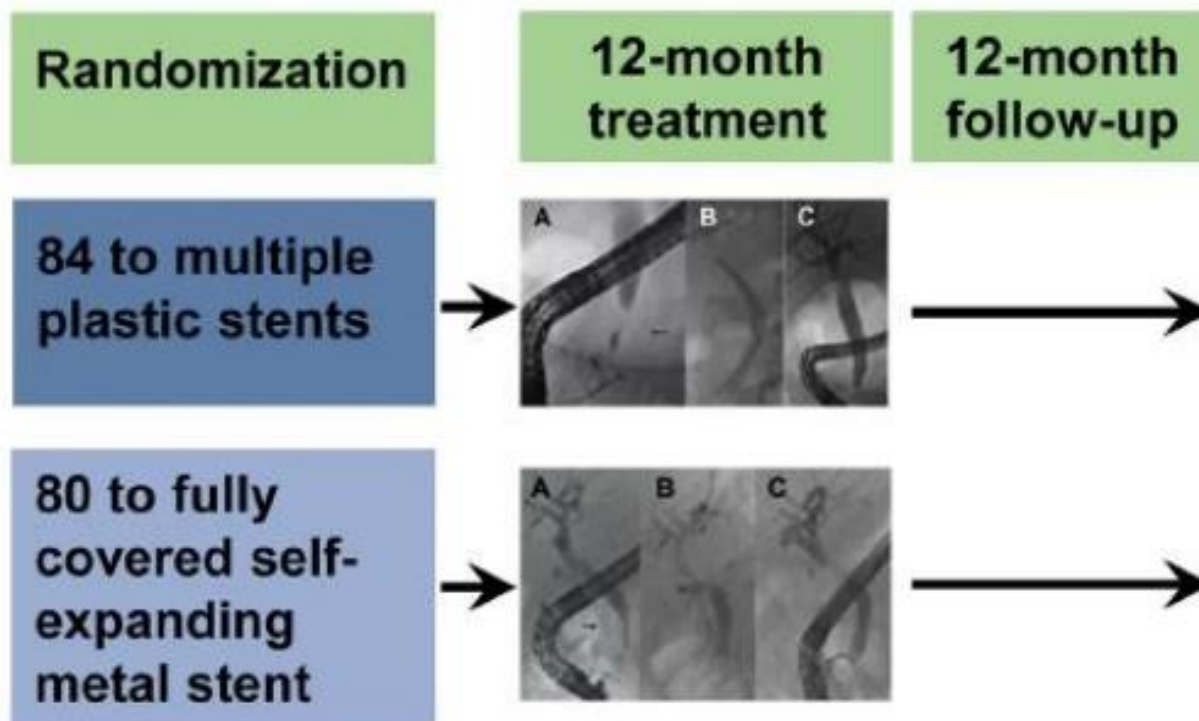 Randomization
12-month
treatment
12-month
follow-up
84 to multiple
plastic stents
A
B
C
80 to fully
covered self-
expanding
metal stent
A
B
C